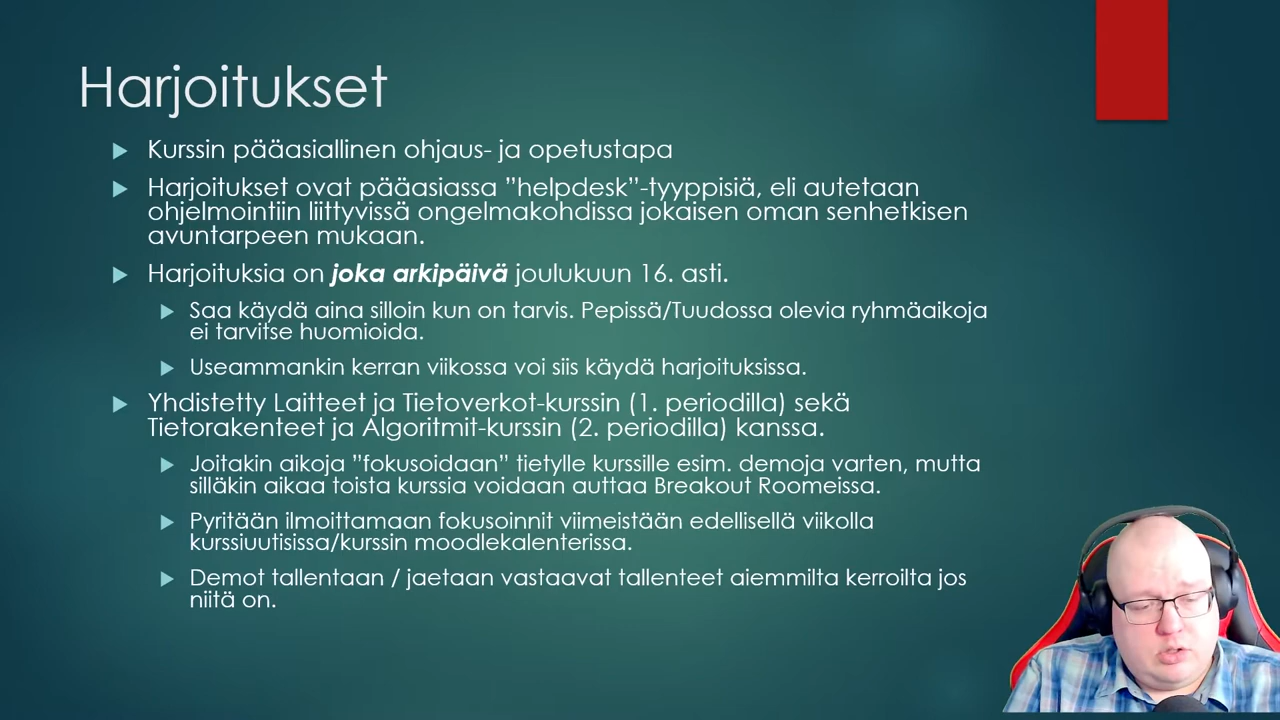 Harjoitukset
Kurssin pääasiallinen ohjaus- ja opetustapa
Harjoitukset ovat pääasiassa ”helpdesk”-tyyppisiä, eli autetaan
ohjelmointiin liittyvissä ongelmakohdissa jokaisen oman senhetkisen
avuntarpeen mukaan.
Harjoituksia on joka arkipäivä joulukuun 16. asti.
Saa käydä aina silloin kun on tarvis. Pepissä/Tuudossa olevia ryhmäaikoja
ei tarvitse huomioida.
Useammankin kerran viikossa voi siis käydä harjoituksissa.
Yhdistetty Laitteet ja Tietoverkot-kurssin (1. periodilla) sekä
Tietorakenteet ja Algoritmit-kurssin (2. periodilla) kanssa.
Joitakin aikoja ”fokusoidaan” tietylle kurssille esim. demoja varten, mutta
silläkin aikaa toista kurssia voidaan auttaa Breakout Roomeissa.
Pyritään ilmoittamaan fokusoinnit viimeistään edellisellä viikolla
kurssiuutisissa/kurssin moodlekalenterissa.
Demot tallentaan / jaetaan vastaavat tallenteet aiemmilta kerroilta jos
niitä on.